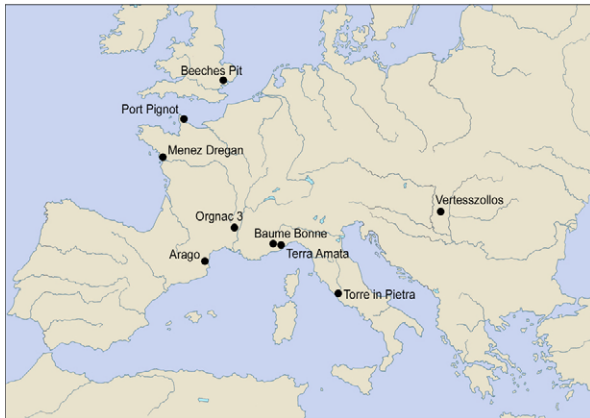 Beeches Pit
Port Pignot
Menez Dregan
Vertesszollos
Orgnac 3
Baume Bonne
Terra Amata
Arago
Torre in Pietra